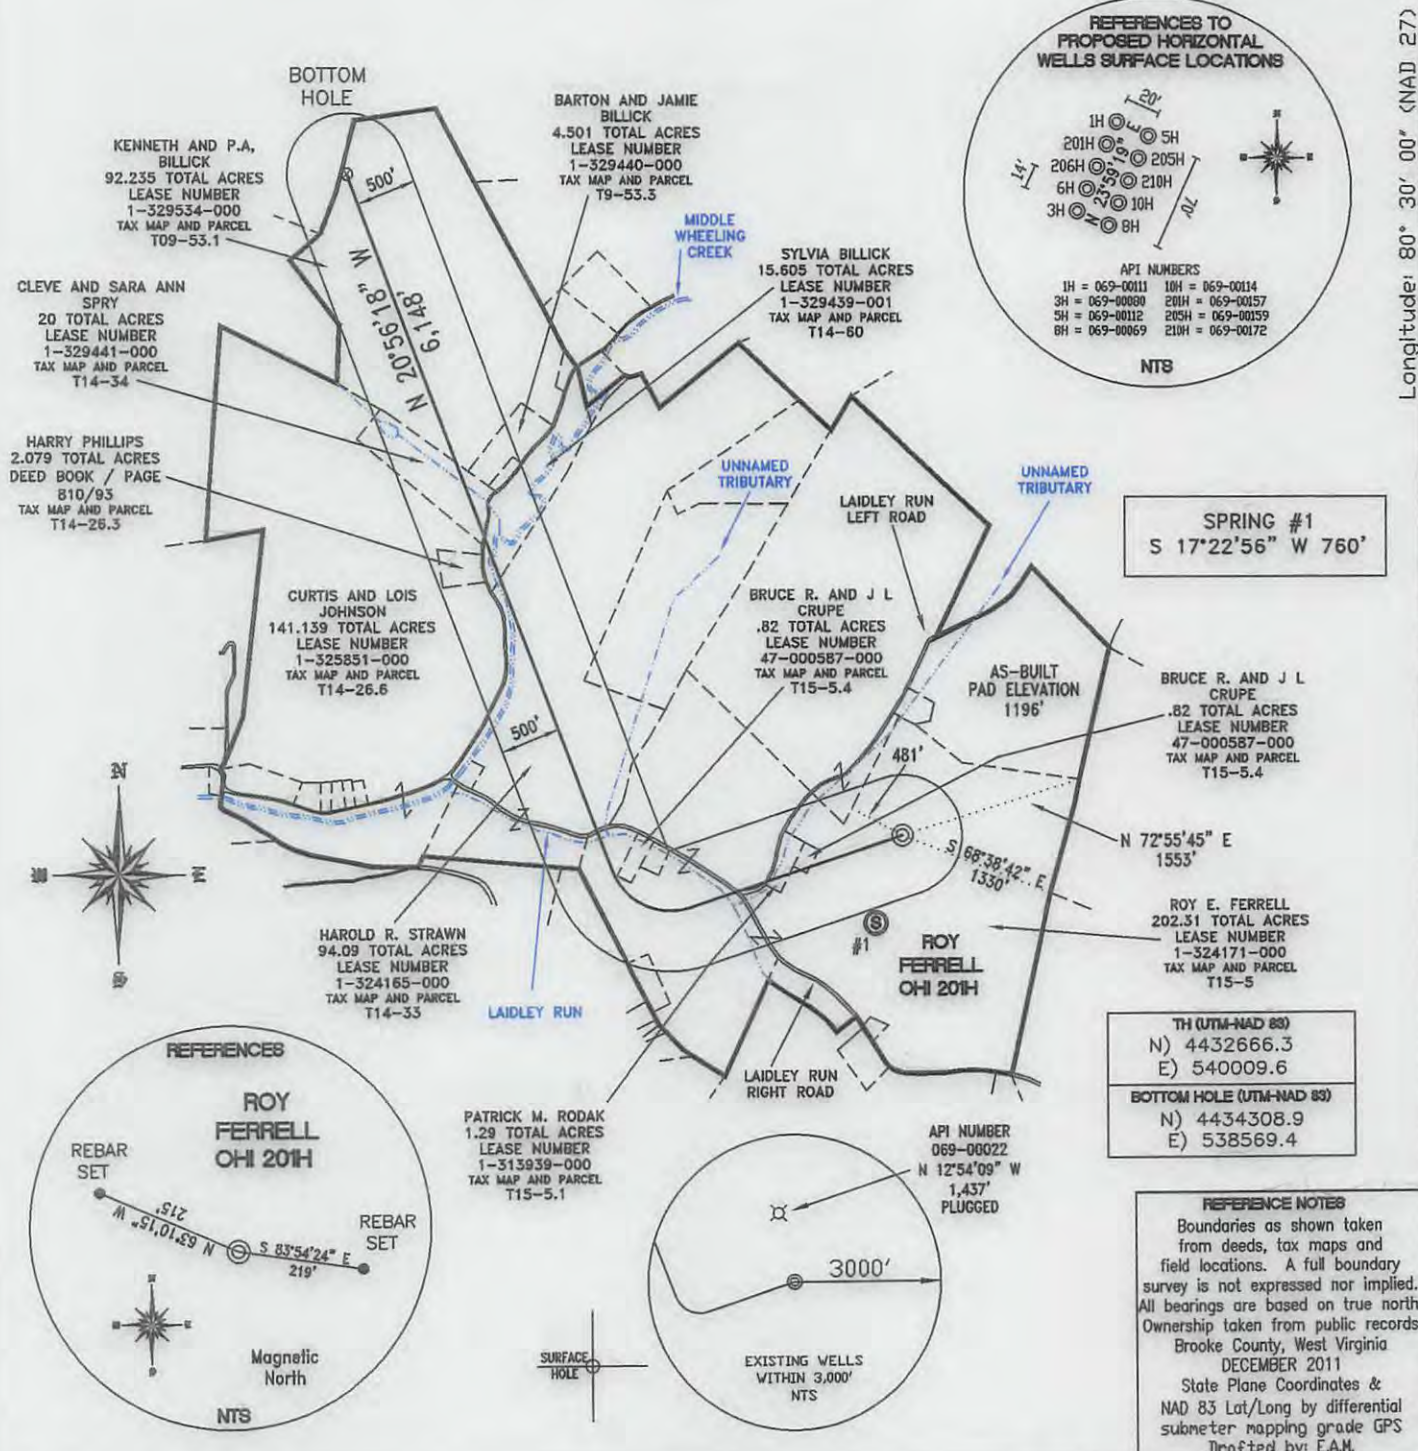 BOTTOM
HOLE
KENNETH AND P.A,
BILLICK
92.235 TOTAL ACRES
LEASE NUMBER
1-329534-000
TAX MAP AND PARCEL
T09-53.1
BARTON AND JAMIE
BILLICK
4.501 TOTAL ACRES
LEASE NUMBER
1-329440-000
TAX MAP AND PARCEL
T9-53.3
500'
N 20°56'18" W
6,148'
MIDDLE
WHEELING
CREEK
SYLVIA BILLICK
15.605 TOTAL ACRES
LEASE NUMBER
1-329439-001
TAX MAP AND PARCEL
T14-60
REFERENCES TO
PROPOSED HORIZONTAL
WELLS SURFACE LOCATIONS
20'
1H
5H
201H
205H
206H
210H
6H
10H
3H
8H
14'
70'
N 23°59'19" E
API NUMBERS
1H = 069-00111 10H = 069-00114
3H = 069-00080 201H = 069-00157
5H = 069-00112 205H = 069-00159
8H = 069-00069 210H = 069-00172
NTS
Longitude: 80° 30' 00" (NAD 27)
CLEVE AND SARA ANN
SPRY
20 TOTAL ACRES
LEASE NUMBER
1-329441-000
TAX MAP AND PARCEL
T14-34
HARRY PHILLIPS
2.079 TOTAL ACRES
DEED BOOK / PAGE
810/93
TAX MAP AND PARCEL
T14-26.3
UNNAMED
TRIBUTARY
LAIDLEY RUN
LEFT ROAD
UNNAMED
TRIBUTARY
SPRING #1
S 17°22'56" W 760'
CURTIS AND LOIS
JOHNSON
141.139 TOTAL ACRES
LEASE NUMBER
1-325851-000
TAX MAP AND PARCEL
T14-26.6
BRUCE R. AND J L
CRUPE
.82 TOTAL ACRES
LEASE NUMBER
47-000587-000
TAX MAP AND PARCEL
T15-5.4
AS-BUILT
PAD ELEVATION
1196'
BRUCE R. AND J L
CRUPE
.82 TOTAL ACRES
LEASE NUMBER
47-000587-000
TAX MAP AND PARCEL
T15-5.4
500'
481'
N 72°55'45" E
1553'
S 68°38'42" E
1330'
N
S
HAROLD R. STRAWN
94.09 TOTAL ACRES
LEASE NUMBER
1-324165-000
TAX MAP AND PARCEL
T14-33
LAIDLEY RUN
S
#1
ROY
FERRELL
OHI 201H
ROY E. FERRELL
202.31 TOTAL ACRES
LEASE NUMBER
1-324171-000
TAX MAP AND PARCEL
T15-5
TH (UTM-NAD 83)
N) 4432666.3
E) 540009.6
BOTTOM HOLE (UTM-NAD 83)
N) 4434308.9
E) 538569.4
LAIDLEY RUN
RIGHT ROAD
REFERENCES
ROY
FERRELL
OHI 201H
REBAR
SET
N 63°10'15" W
215'
S 83°54'24" E
219'
REBAR
SET
Magnetic
North
NTS
PATRICK M. RODAK
1.29 TOTAL ACRES
LEASE NUMBER
1-313939-000
TAX MAP AND PARCEL
T15-5.1
API NUMBER
069-00022
N 12°54'09" W
1,437'
PLUGGED
3000'
EXISTING WELLS
WITHIN 3,000'
NTS
SURFACE
HOLE
REFERENCE NOTES
Boundaries as shown taken
from deeds, tax maps and
field locations. A full boundary
survey is not expressed nor implied.
All bearings are based on true north
Ownership taken from public records
Brooke County, West Virginia
DECEMBER 2011
State Plane Coordinates &
NAD 83 Lat/Long by differential
submeter mapping grade GPS
Drafted by: F.A.M.